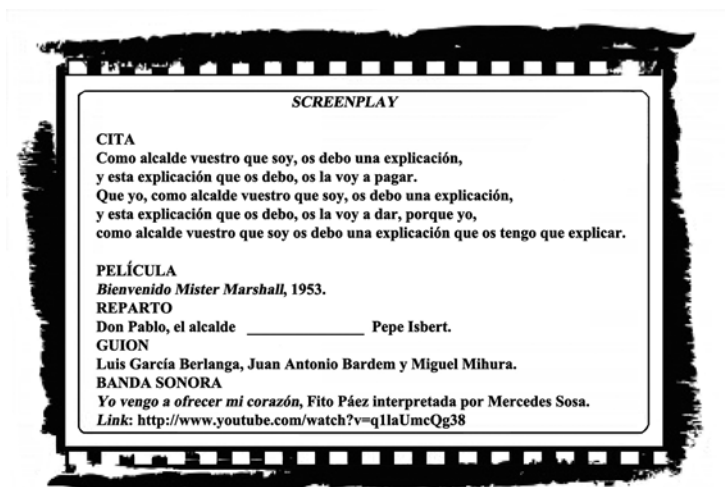 SCREENPLAY
CITA
Como alcalde vuestro que soy, os debo una explicación,
y esta explicación que os debo, os la voy a pagar.
Que yo, como alcalde vuestro que soy, os debo una explicación,
y esta explicación que os debo, os la voy a dar, porque yo,
como alcalde vuestro que soy os debo una explicación que os tengo que explicar.
PELÍCULA
Bienvenido Mister Marshall, 1953.
REPARTO
Don Pablo, el alcalde ______________ Pepe Isbert.
GUION
Luis García Berlanga, Juan Antonio Bardem y Miguel Mihura.
BANDA SONORA
Yo vengo a ofrecer mi corazón, Fito Páez interpretada por Mercedes Sosa.
Link: http://www.youtube.com/watch?v=q1laUmcQg38